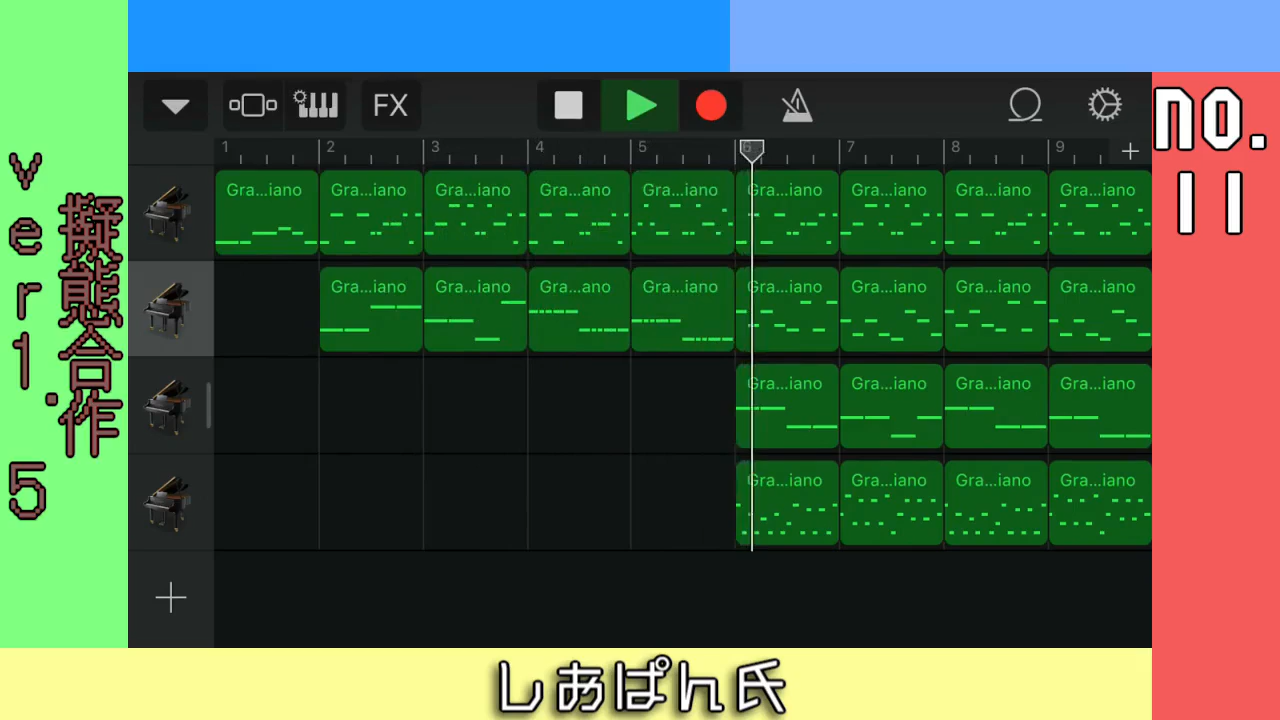 擬態合作
ver1.5
FX
1 2 3 4 5 6 7 8 9
Gra...iano Gra...iano Gra...iano Gra...ano Gra...iano Gra...iano Gra...iano Gra...iano Gra...iano
Gra...iano Gra...iano Gra...ano Gra...iano Gra...iano Gra...iano Gra...iano Gra...iano
Gra...iano Gra...iano Gra...iano Gra...iano
Gra...iano Gra...iano Gra...iano Gra...iano
no.
11
しあぱん氏